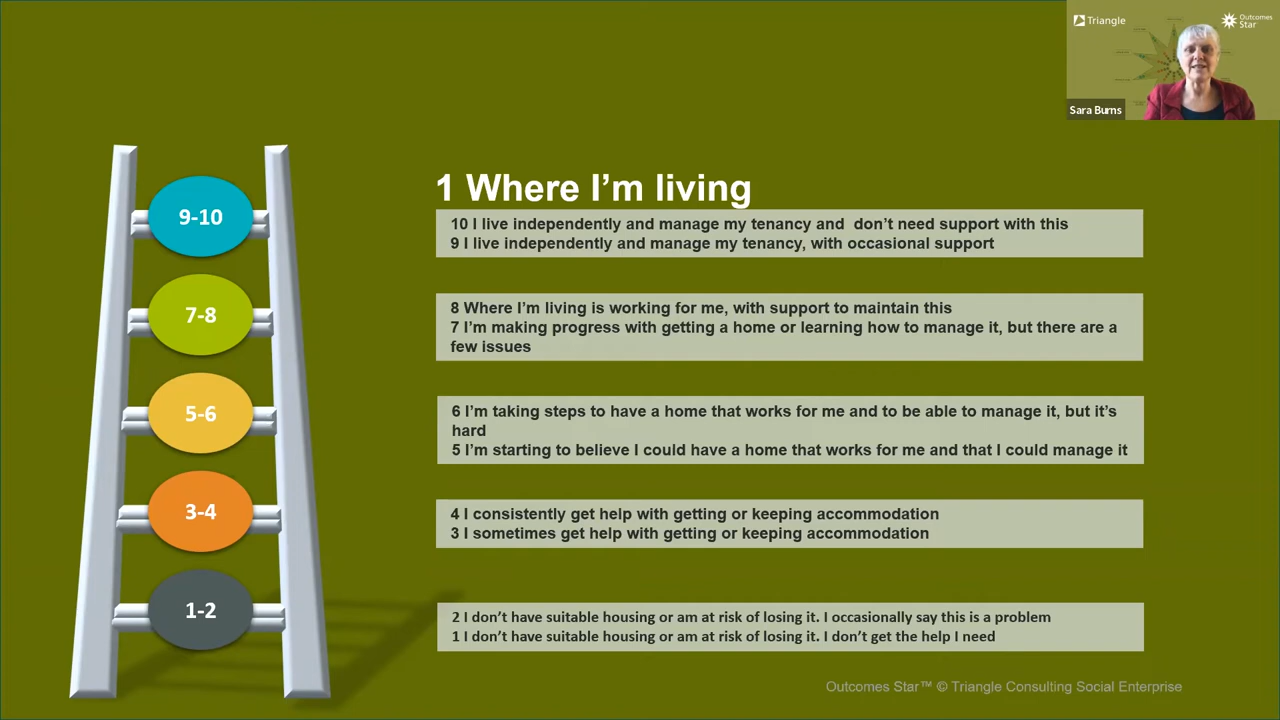 Triangle
Outcomes
Star
Sara Burns
1 Where I’m living
9-10
10 I live independently and manage my tenancy and don’t need support with this
9 I live independently and manage my tenancy, with occasional support
7-8
8 Where I’m living is working for me, with support to maintain this
7 I’m making progress with getting a home or learning how to manage it, but there are a
few issues
5-6
6 I’m taking steps to have a home that works for me and to be able to manage it, but it’s
hard
5 I’m starting to believe I could have a home that works for me and that I could manage it
3-4
4 I consistently get help with getting or keeping accommodation
3 I sometimes get help with getting or keeping accommodation
1-2
2 I don’t have suitable housing or am at risk of losing it. I occasionally say this is a problem
1 I don’t have suitable housing or am at risk of losing it. I don’t get the help I need
Outcomes Star™ © Triangle Consulting Social Enterprise